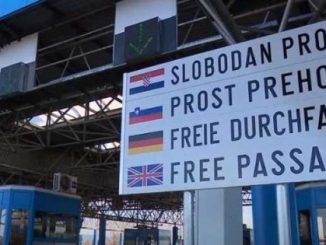 SLOBODAN PRO
PROST PREHO
FREIE DURCHFA
FREE PASSA